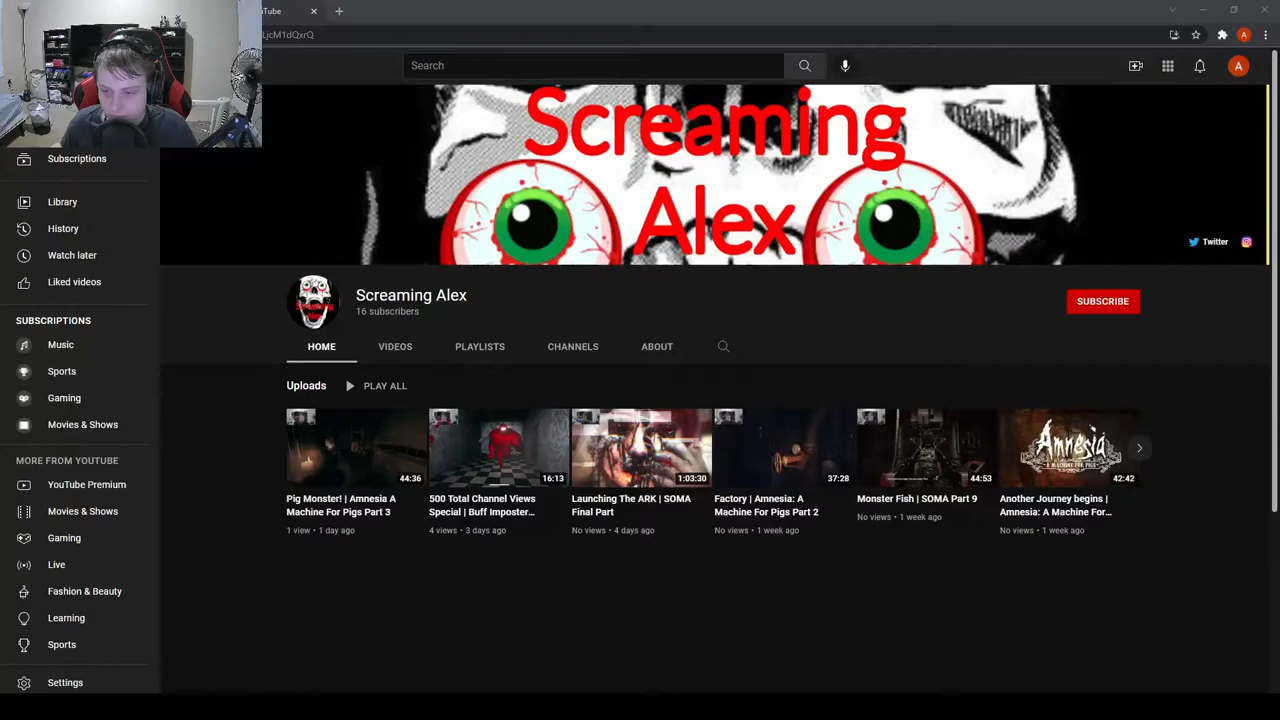 uTube
LjcM1dQxrQ
A
Search
A
Screaming
Alex
Twitter
Subscriptions
Library
History
Watch later
Liked videos
SUBSCRIPTIONS
Music
Sports
Gaming
Movies & Shows
MORE FROM YOUTUBE
YouTube Premium
Movies & Shows
Gaming
Live
Fashion & Beauty
Learning
Sports
Settings
Screaming Alex
16 subscribers
SUBSCRIBE
HOME VIDEOS PLAYLISTS CHANNELS ABOUT
Uploads PLAY ALL
44:36
Pig Monster! | Amnesia A
Machine For Pigs Part 3
1 view • 1 day ago
16:13
500 Total Channel Views
Special | Buff Imposter...
4 views • 3 days ago
1:03:30
Launching The ARK | SOMA
Final Part
No views • 4 days ago
37:28
Factory | Amnesia: A
Machine For Pigs Part 2
No views • 1 week ago
44:53
Monster Fish | SOMA Part 9
No views • 1 week ago
Amnesia
A MACHINE FOR PIGS
42:42
Another Journey begins |
Amnesia: A Machine For...
No views • 1 week ago